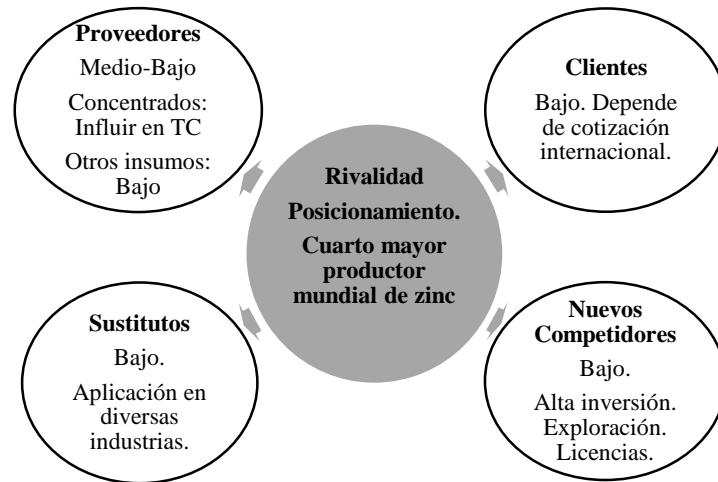 Proveedores
Medio-Bajo
Concentrados:
Influir en TC
Otros insumos:
Bajo
Clientes
Bajo. Depende
de cotización
internacional.
Rivalidad
Posicionamiento.
Cuarto mayor
productor
mundial de zinc
Sustitutos
Bajo.
Aplicación en
diversas
industrias.
Nuevos
Competidores
Bajo.
Alta inversión.
Exploración.
Licencias.